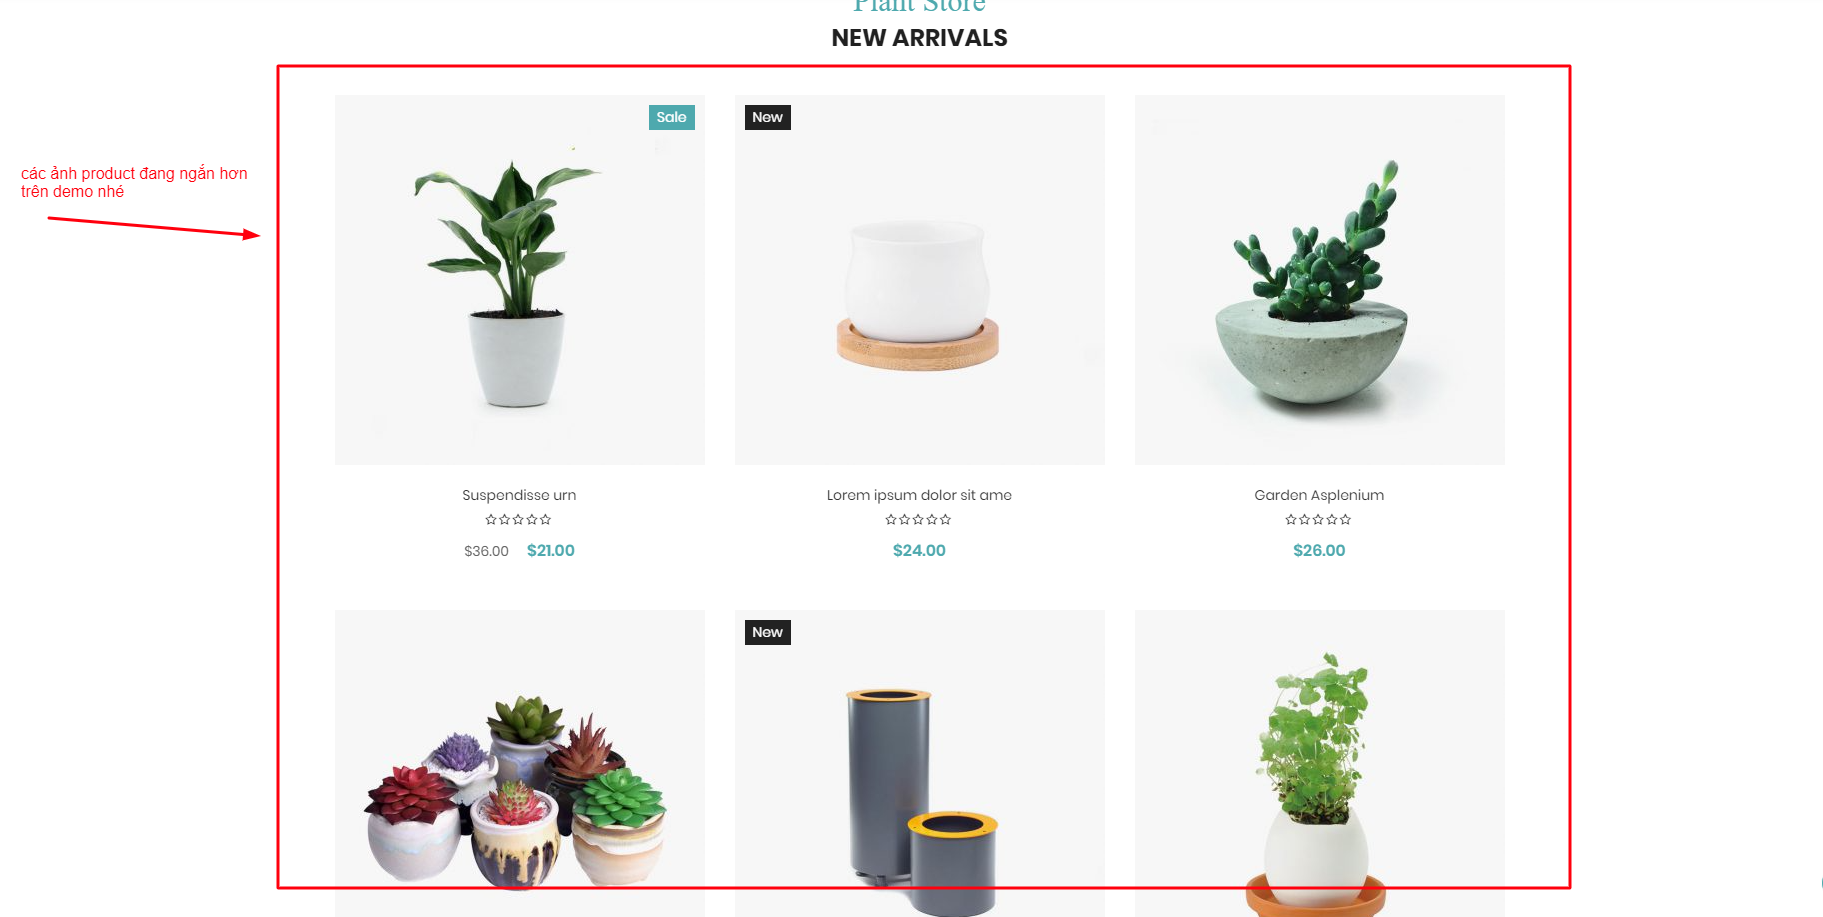 Plant Store
NEW ARRIVALS
các ảnh product đang ngắn hơn
trên demo nhé
Sale
New
Suspendisse urn
Lorem ipsum dolor sit ame
Garden Asplenium
$36.00 $21.00
$24.00
$26.00
New